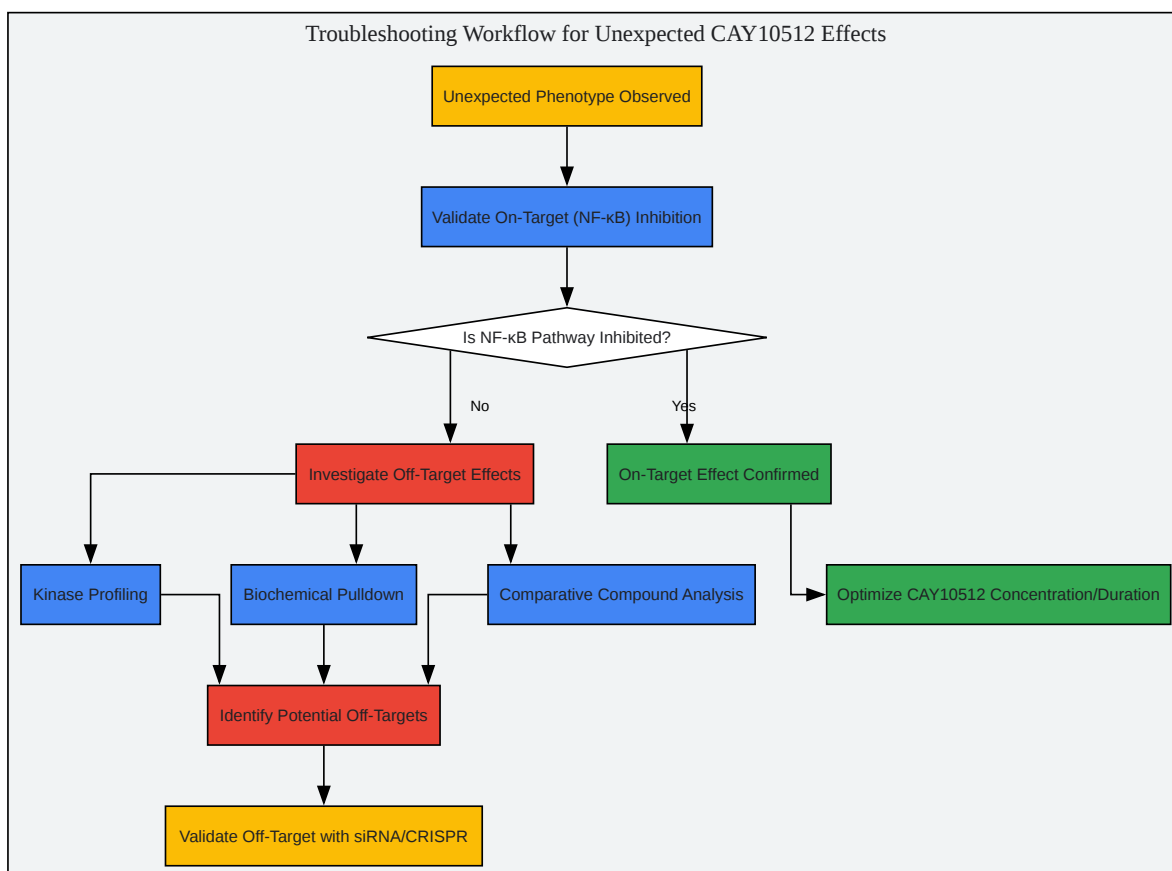 Troubleshooting Workflow for Unexpected CAY10512 Effects
Unexpected Phenotype Observed
Validate On-Target (NF-κB) Inhibition
Is NF-κB Pathway Inhibited?
No
Yes
Investigate Off-Target Effects
On-Target Effect Confirmed
Kinase Profiling
Biochemical Pulldown
Comparative Compound Analysis
Optimize CAY10512 Concentration/Duration
Identify Potential Off-Targets
Validate Off-Target with siRNA/CRISPR